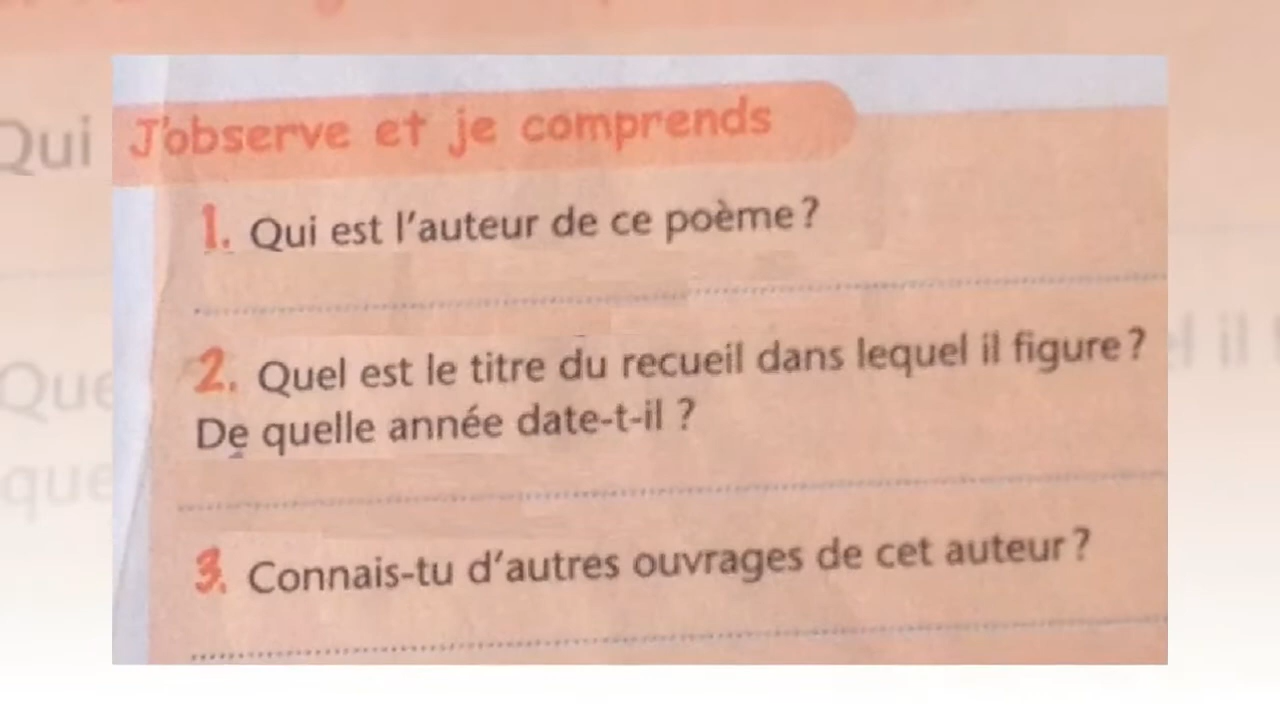 J'observe et je comprends
1. Qui est l'auteur de ce poème ?
2. Quel est le titre du recueil dans lequel il figure ?
De quelle année date-t-il ?
3. Connais-tu d'autres ouvrages de cet auteur ?